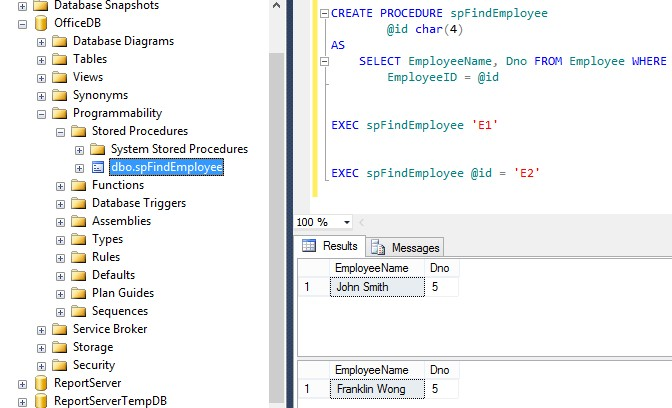 Database Snapshots
OfficeDB
Database Diagrams
Tables
Views
Synonyms
Programmability
Stored Procedures
System Stored Procedures
dbo.spFindEmployee
Functions
Database Triggers
Assemblies
Types
Rules
Defaults
Plan Guides
Sequences
Service Broker
Storage
Security
ReportServer
ReportServerTempDB
CREATE PROCEDURE spFindEmployee
@id char(4)
AS
SELECT EmployeeName, Dno FROM Employee WHERE
EmployeeID = @id
EXEC spFindEmployee 'E1'
EXEC spFindEmployee @id = 'E2'
100 %
Results Messages
EmployeeName Dno
1 John Smith 5
EmployeeName Dno
1 Franklin Wong 5